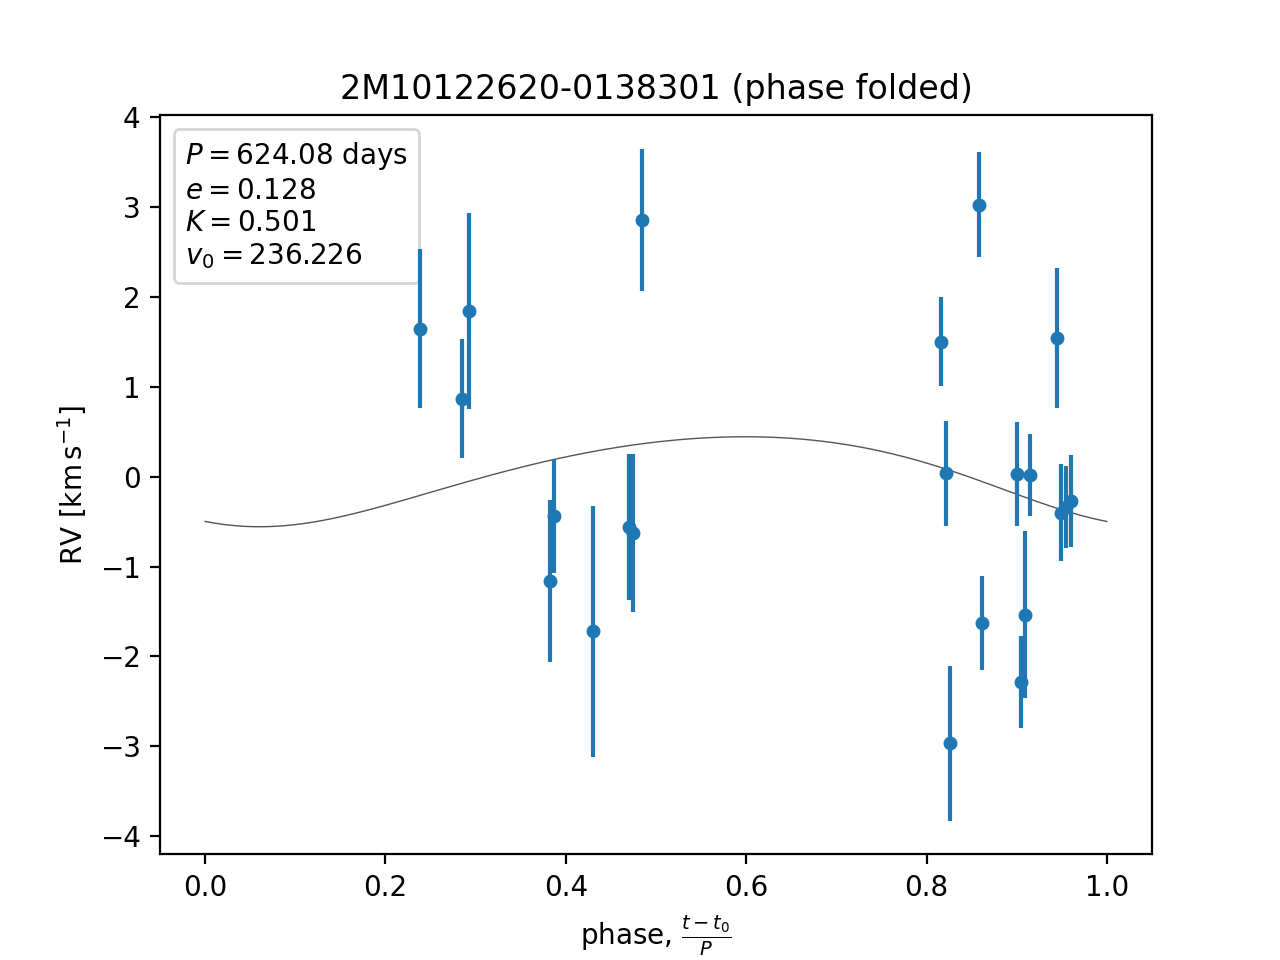 2M10122620-0138301 (phase folded)
P = 624.08 days
e = 0.128
K = 0.501
v₀ = 236.226
4
3
2
1
0
−1
−2
−3
−4
RV [km s⁻¹]
0.0 0.2 0.4 0.6 0.8 1.0
phase, (t − t₀)/P